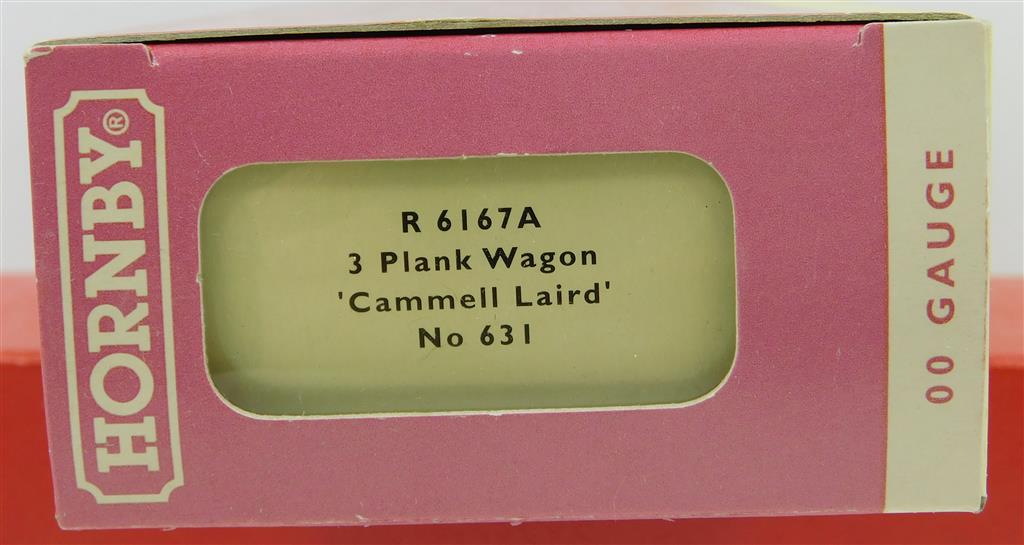 HORNBY®
R 6167A
3 Plank Wagon
'Cammell Laird'
No 631
00 GAUGE